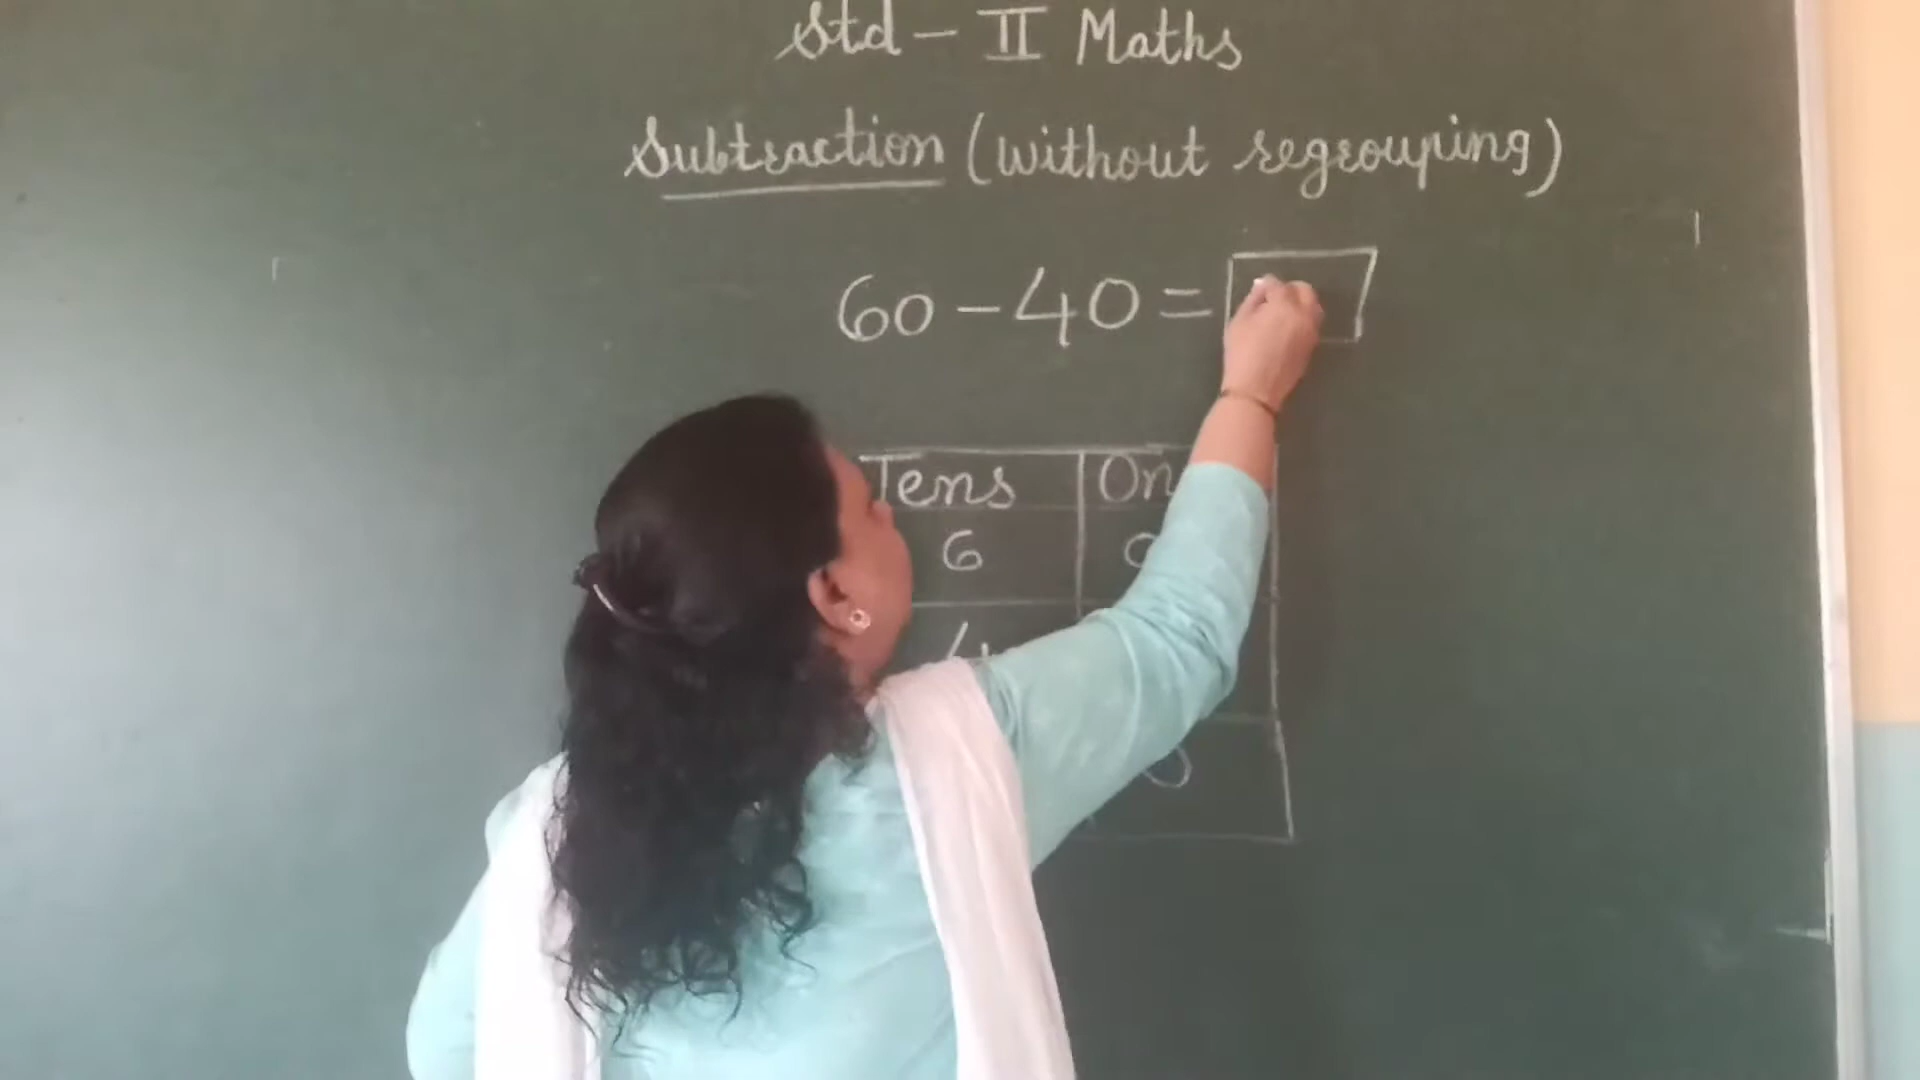 Std - II Maths
Subtraction (without regrouping)
60 - 40 =
Tens On
6
4
0